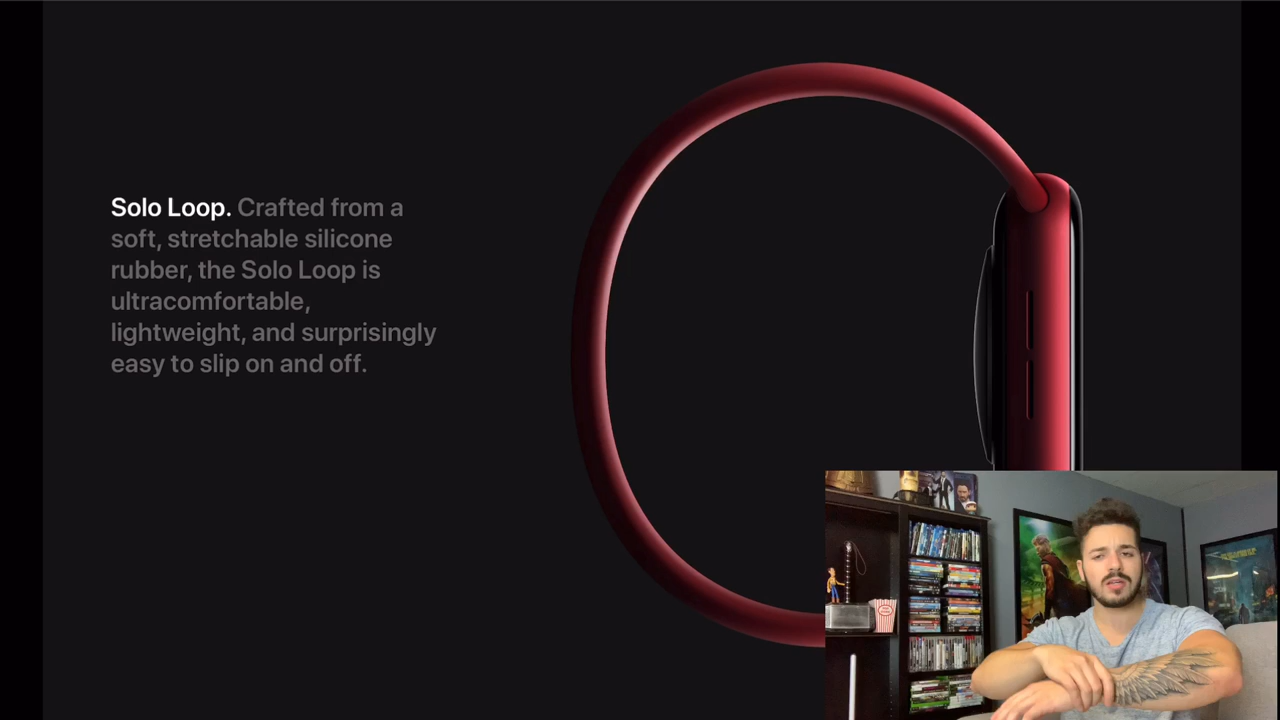 Solo Loop. Crafted from a
soft, stretchable silicone
rubber, the Solo Loop is
ultracomfortable,
lightweight, and surprisingly
easy to slip on and off.